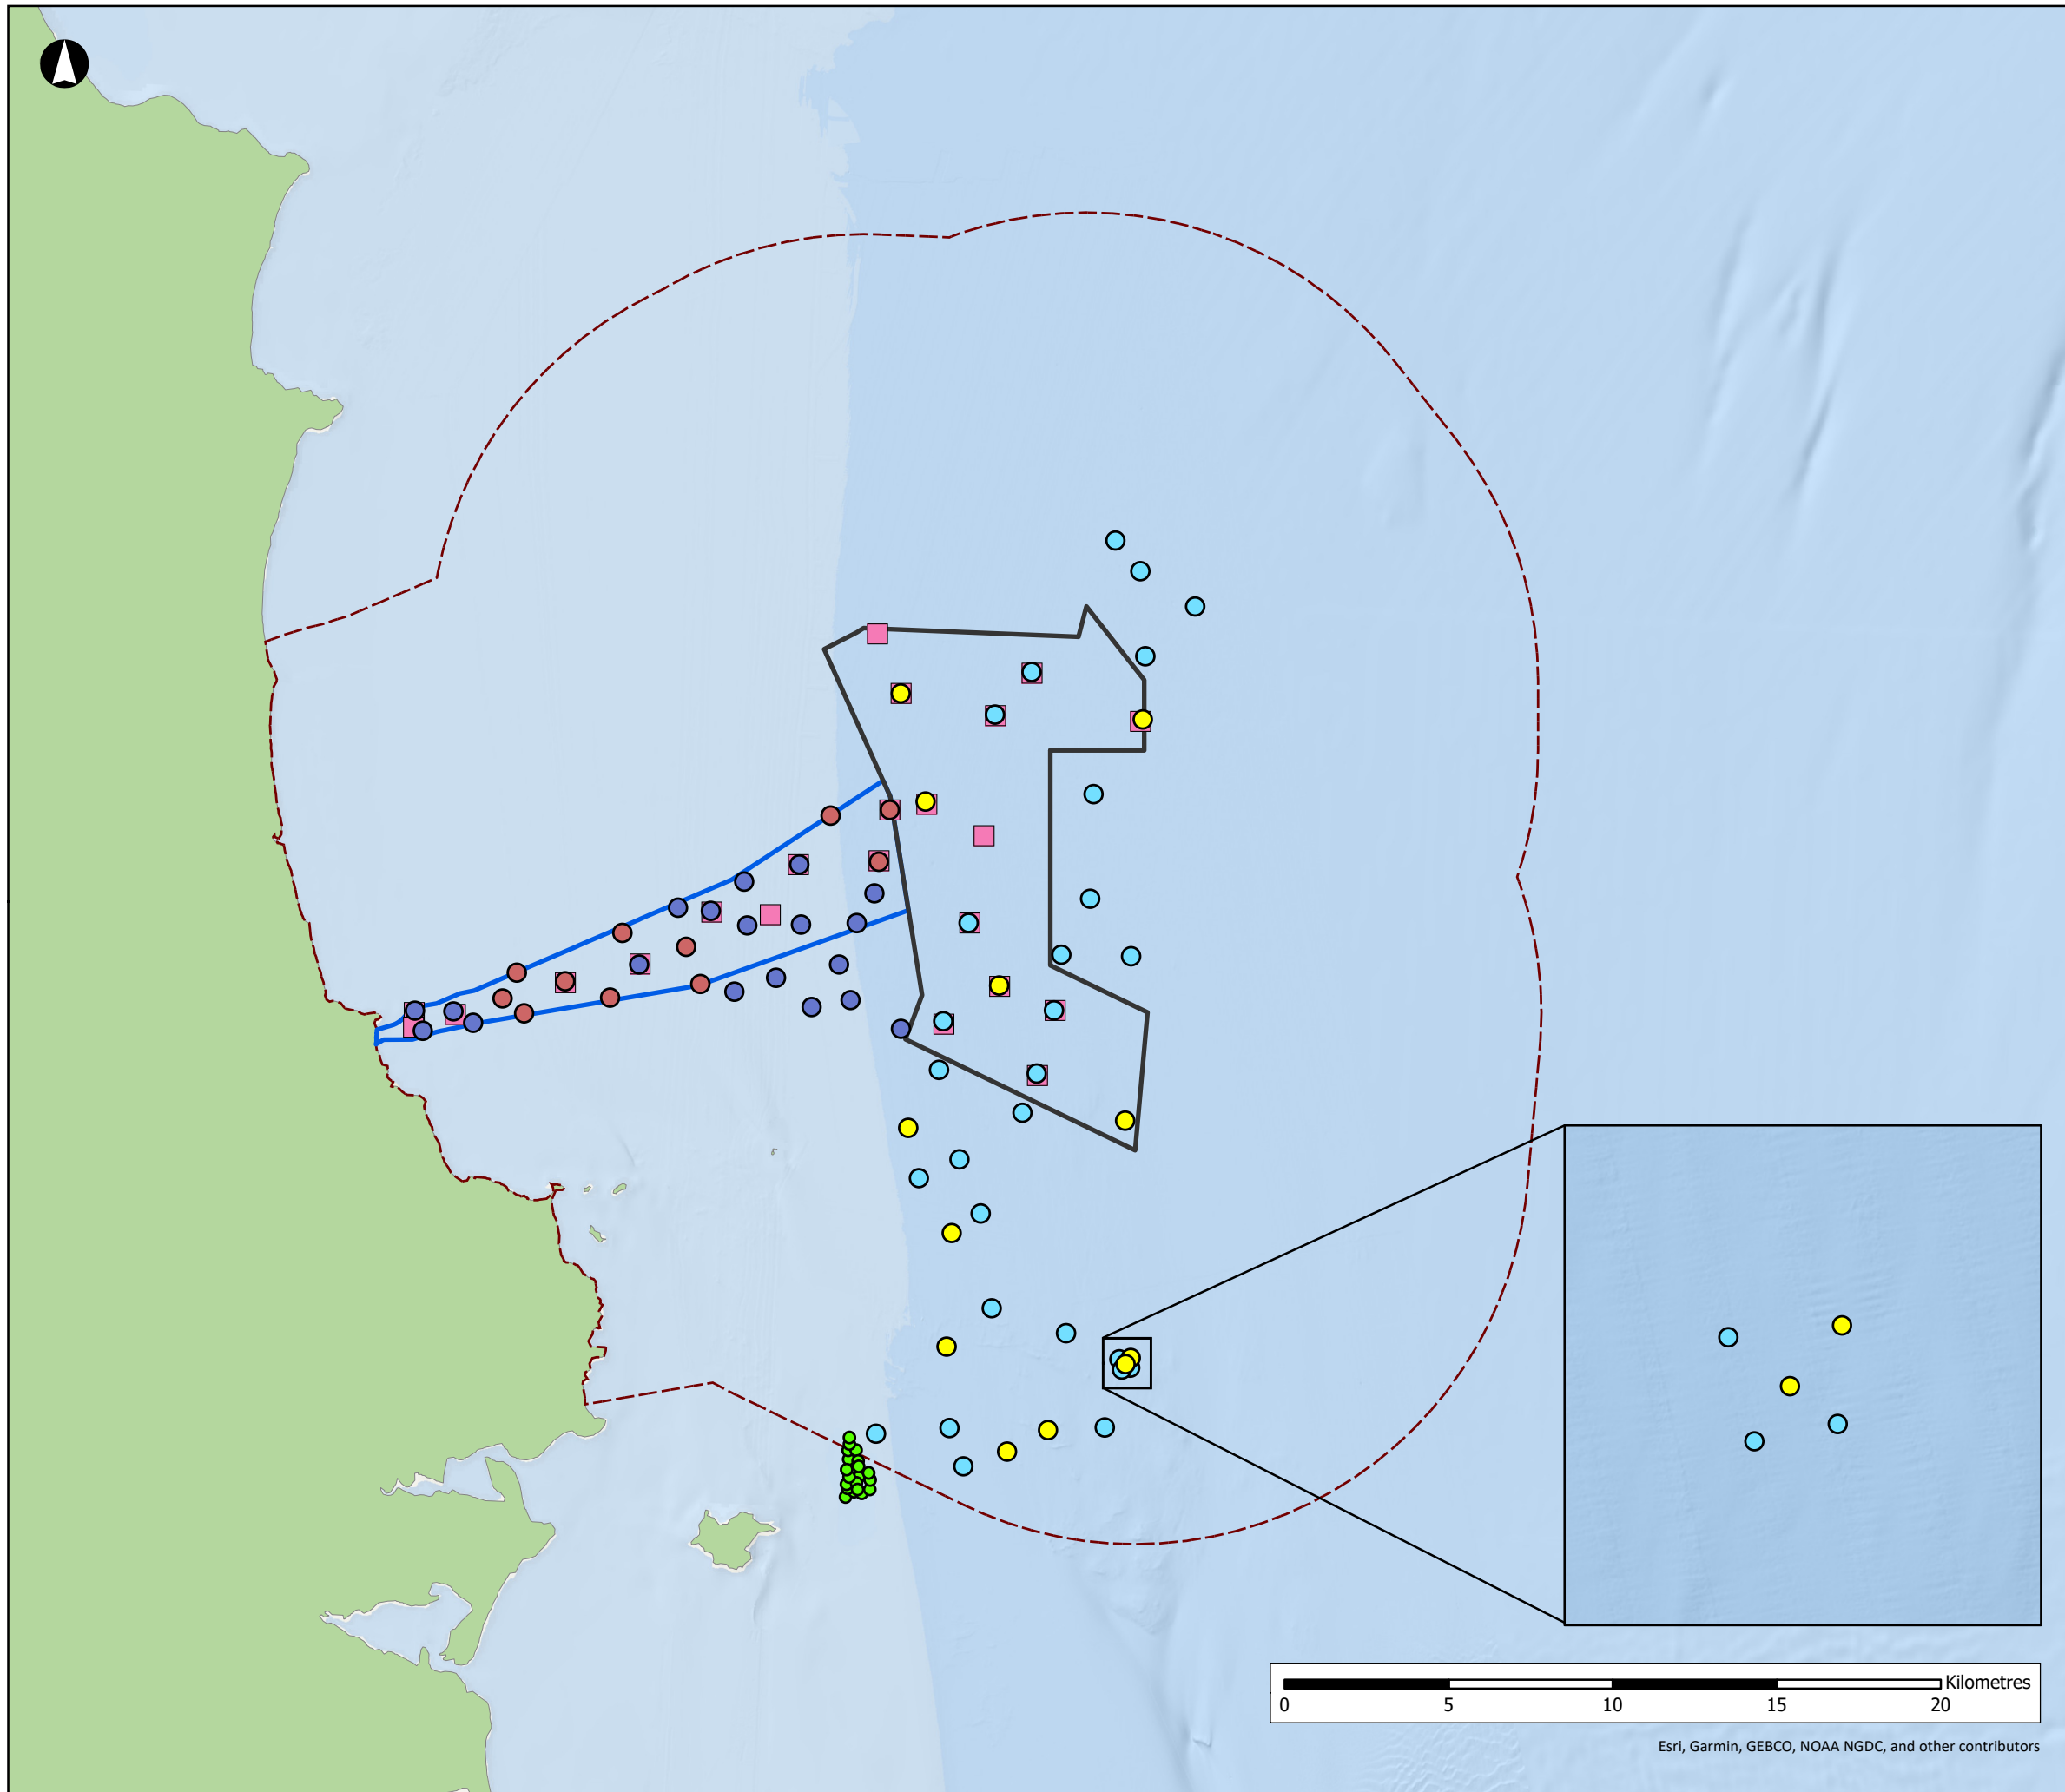 Kilometres
0 5 10 15 20
Esri, Garmin, GEBCO, NOAA NGDC, and other contributors